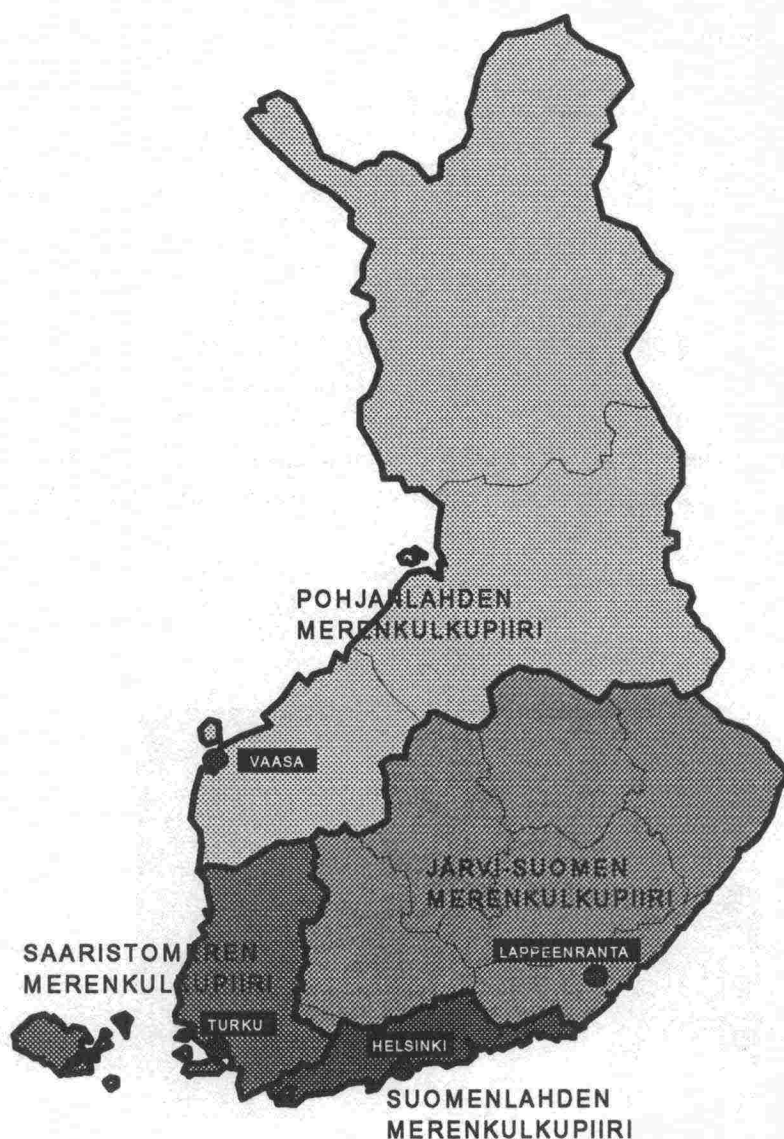 POHJANLAHDEN
MERENKULKUPIIRI
VAASA
JÄRVI-SUOMEN
MERENKULKUPIIRI
SAARISTOMEREN
MERENKULKUPIIRI
LAPPEENRANTA
TURKU
HELSINKI
SUOMENLAHDEN
MERENKULKUPIIRI